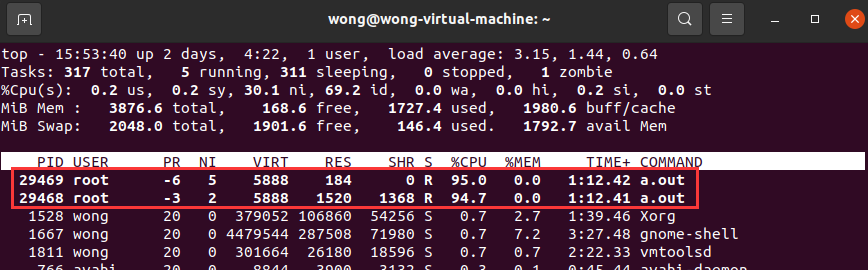 wong@wong-virtual-machine: ~
top - 15:53:40 up 2 days,  4:22,  1 user,  load average: 3.15, 1.44, 0.64
Tasks: 317 total,   5 running, 311 sleeping,   0 stopped,   1 zombie
%Cpu(s):  0.2 us,  0.2 sy, 30.1 ni, 69.2 id,  0.0 wa,  0.0 hi,  0.2 si,  0.0 st
MiB Mem :   3876.6 total,    168.6 free,   1727.4 used,   1980.6 buff/cache
MiB Swap:   2048.0 total,   1901.6 free,    146.4 used.   1792.7 avail Mem
PID USER      PR  NI    VIRT    RES    SHR S  %CPU  %MEM     TIME+ COMMAND
29469 root      -6   5    5888    184      0 R  95.0   0.0   1:12.42 a.out
29468 root      -3   2    5888   1520   1368 R  94.7   0.0   1:12.41 a.out
1528 wong      20   0  379052 106860  54256 S   0.7   2.7   1:39.46 Xorg
1667 wong      20   0 4479544 287508  71980 S   0.7   7.2   3:27.48 gnome-shell
1811 wong      20   0  301664  26180  18596 S   0.7   0.7   2:22.33 vmtoolsd
766 avahi     20   0    8844   3900   3132 S   0.3   0.1   0:45.44 avahi-daemon